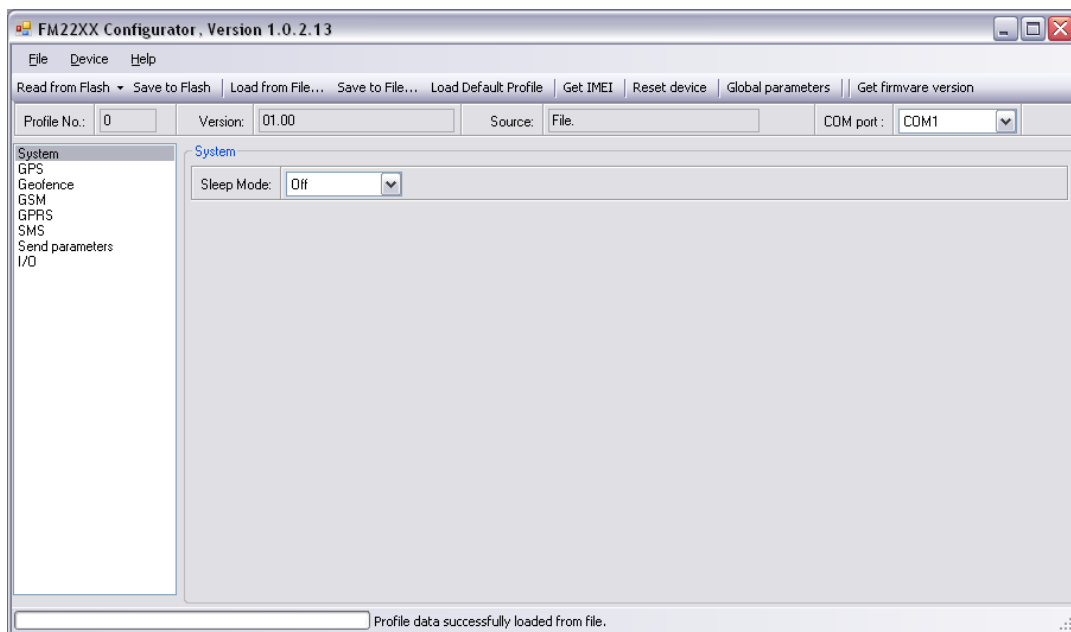 FM22XX Configurator, Version 1.0.2.13
File Device Help
Read from Flash Save to Flash Load from File... Save to File... Load Default Profile Get IMEI Reset device Global parameters Get firmvare version
Profile No.: 0 Version: 01.00 Source: File. COM port : COM1
System
GPS
Geofence
GSM
GPRS
SMS
Send parameters
I/O
System
Sleep Mode: Off
Profile data successfully loaded from file.